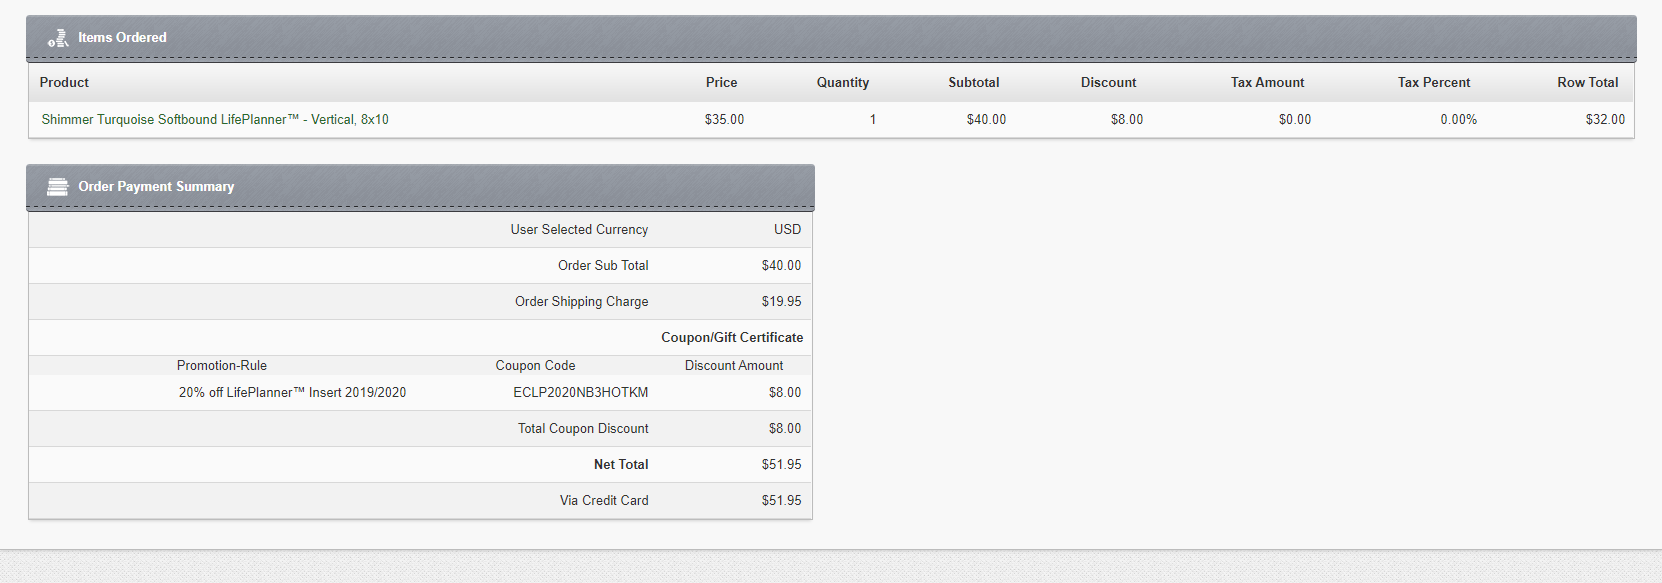 Items Ordered
Product Price Quantity Subtotal Discount Tax Amount Tax Percent Row Total
Shimmer Turquoise Softbound LifePlanner™ - Vertical, 8x10 $35.00 1 $40.00 $8.00 $0.00 0.00% $32.00
Order Payment Summary
User Selected Currency USD
Order Sub Total $40.00
Order Shipping Charge $19.95
Coupon/Gift Certificate
Promotion-Rule Coupon Code Discount Amount
20% off LifePlanner™ Insert 2019/2020 ECLP2020NB3HOTKM $8.00
Total Coupon Discount $8.00
Net Total $51.95
Via Credit Card $51.95